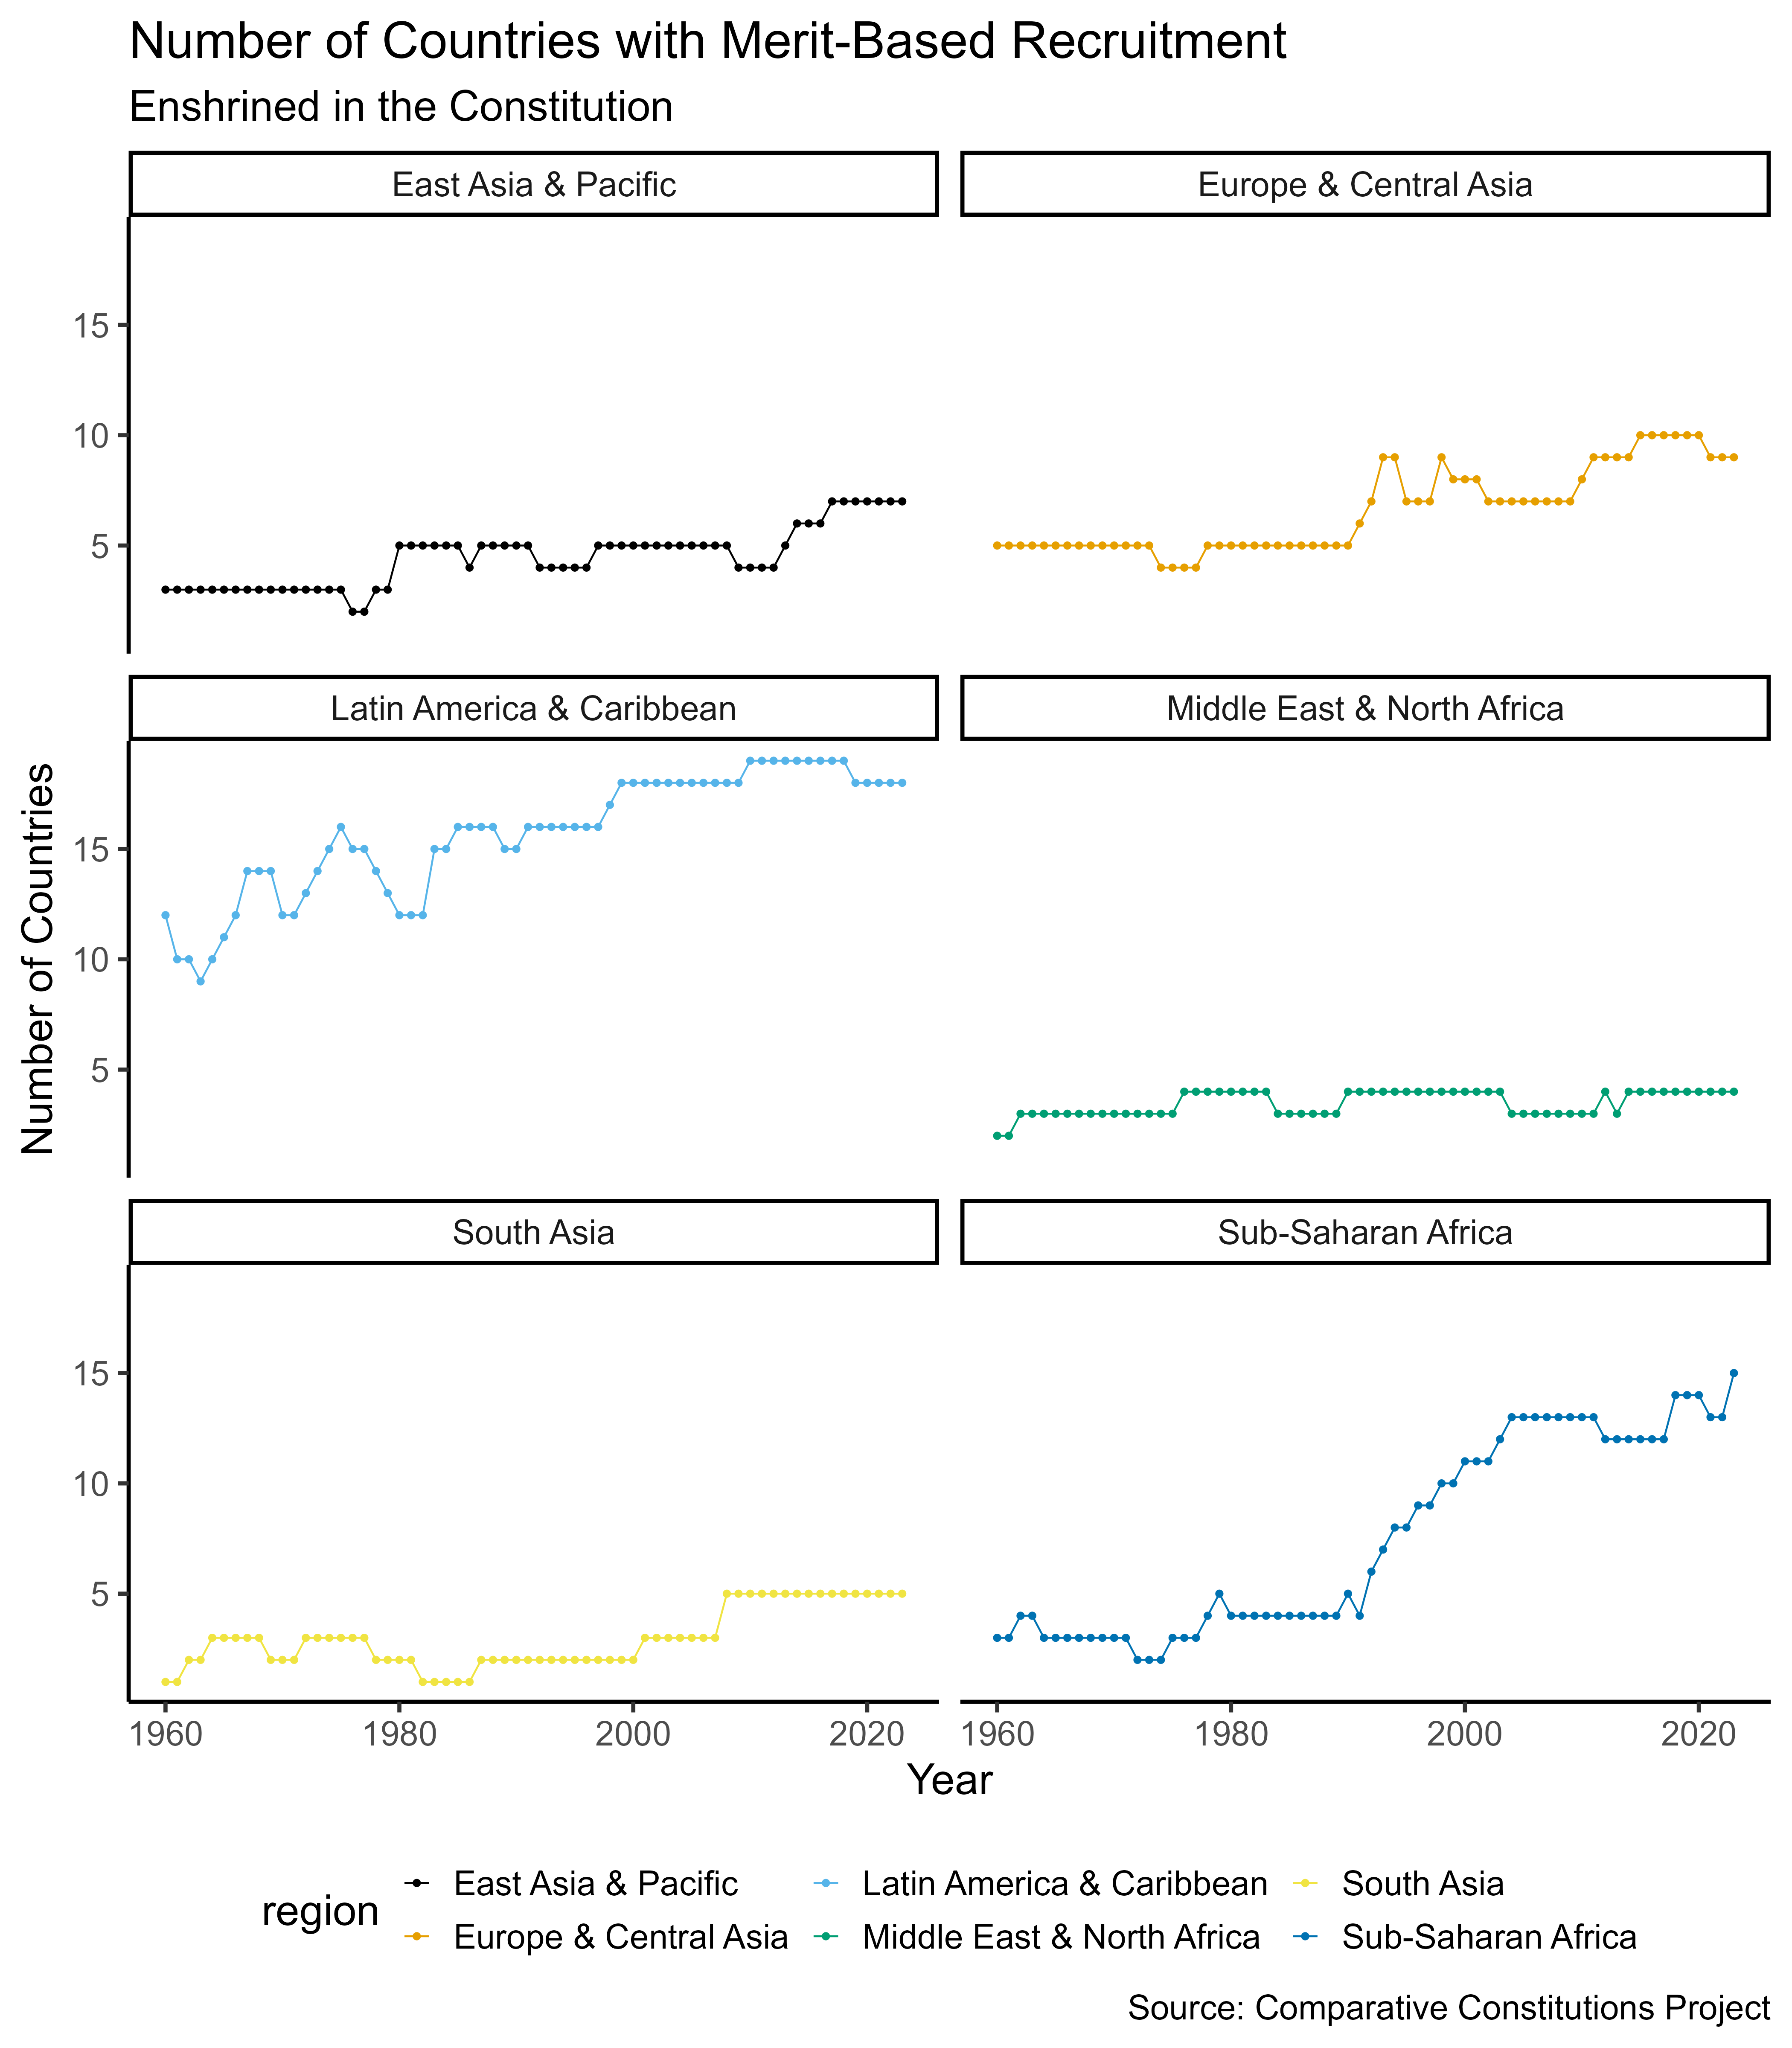 Number of Countries with Merit-Based Recruitment
Enshrined in the Constitution
East Asia & Pacific
Europe & Central Asia
15
10
5
Latin America & Caribbean
Middle East & North Africa
15
10
5
Number of Countries
South Asia
Sub-Saharan Africa
15
10
5
1960 1980 2000 2020 1960 1980 2000 2020
Year
region
East Asia & Pacific
Latin America & Caribbean
South Asia
Europe & Central Asia
Middle East & North Africa
Sub-Saharan Africa
Source: Comparative Constitutions Project